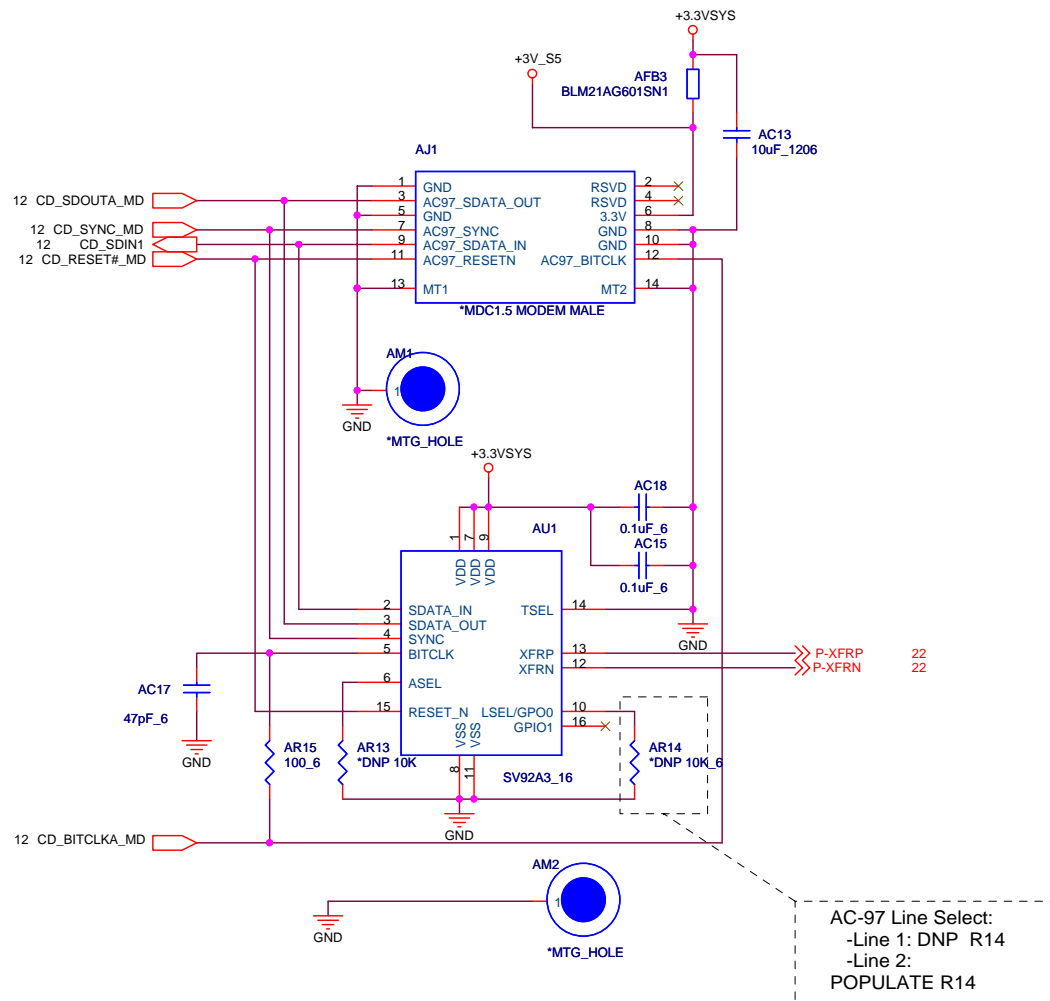 +3.3VSYS
+3V_S5
AFB3
BLM21AG601SN1
AC13
10uF_1206
AJ1
1 GND RSVD 2
12 CD_SDOUTA_MD 3 AC97_SDATA_OUT RSVD 4
5 GND 3.3V 6
12 CD_SYNC_MD 7 AC97_SYNC GND 8
12 CD_SDIN1 9 AC97_SDATA_IN GND 10
12 CD_RESET#_MD 11 AC97_RESETN AC97_BITCLK 12
13 MT1 MT2 14
*MDC1.5 MODEM MALE
AM1
1
GND
*MTG_HOLE
+3.3VSYS
AC18
0.1uF_6
AU1
AC15
0.1uF_6
1 7 9
VDD VDD VDD
2 SDATA_IN TSEL 14
3 SDATA_OUT
4 SYNC
GND
5 BITCLK XFRP 13 P-XFRP 22
XFRN 12 P-XFRN 22
6 ASEL
AC17
47pF_6
15 RESET_N LSEL/GPO0 10
GPIO1 16
VSS VSS
8 11
GND
AR15
100_6
AR13
*DNP 10K
AR14
*DNP 10K_6
SV92A3_16
GND
12 CD_BITCLKA_MD
AM2
1
GND
*MTG_HOLE
AC-97 Line Select:
-Line 1: DNP R14
-Line 2:
POPULATE R14